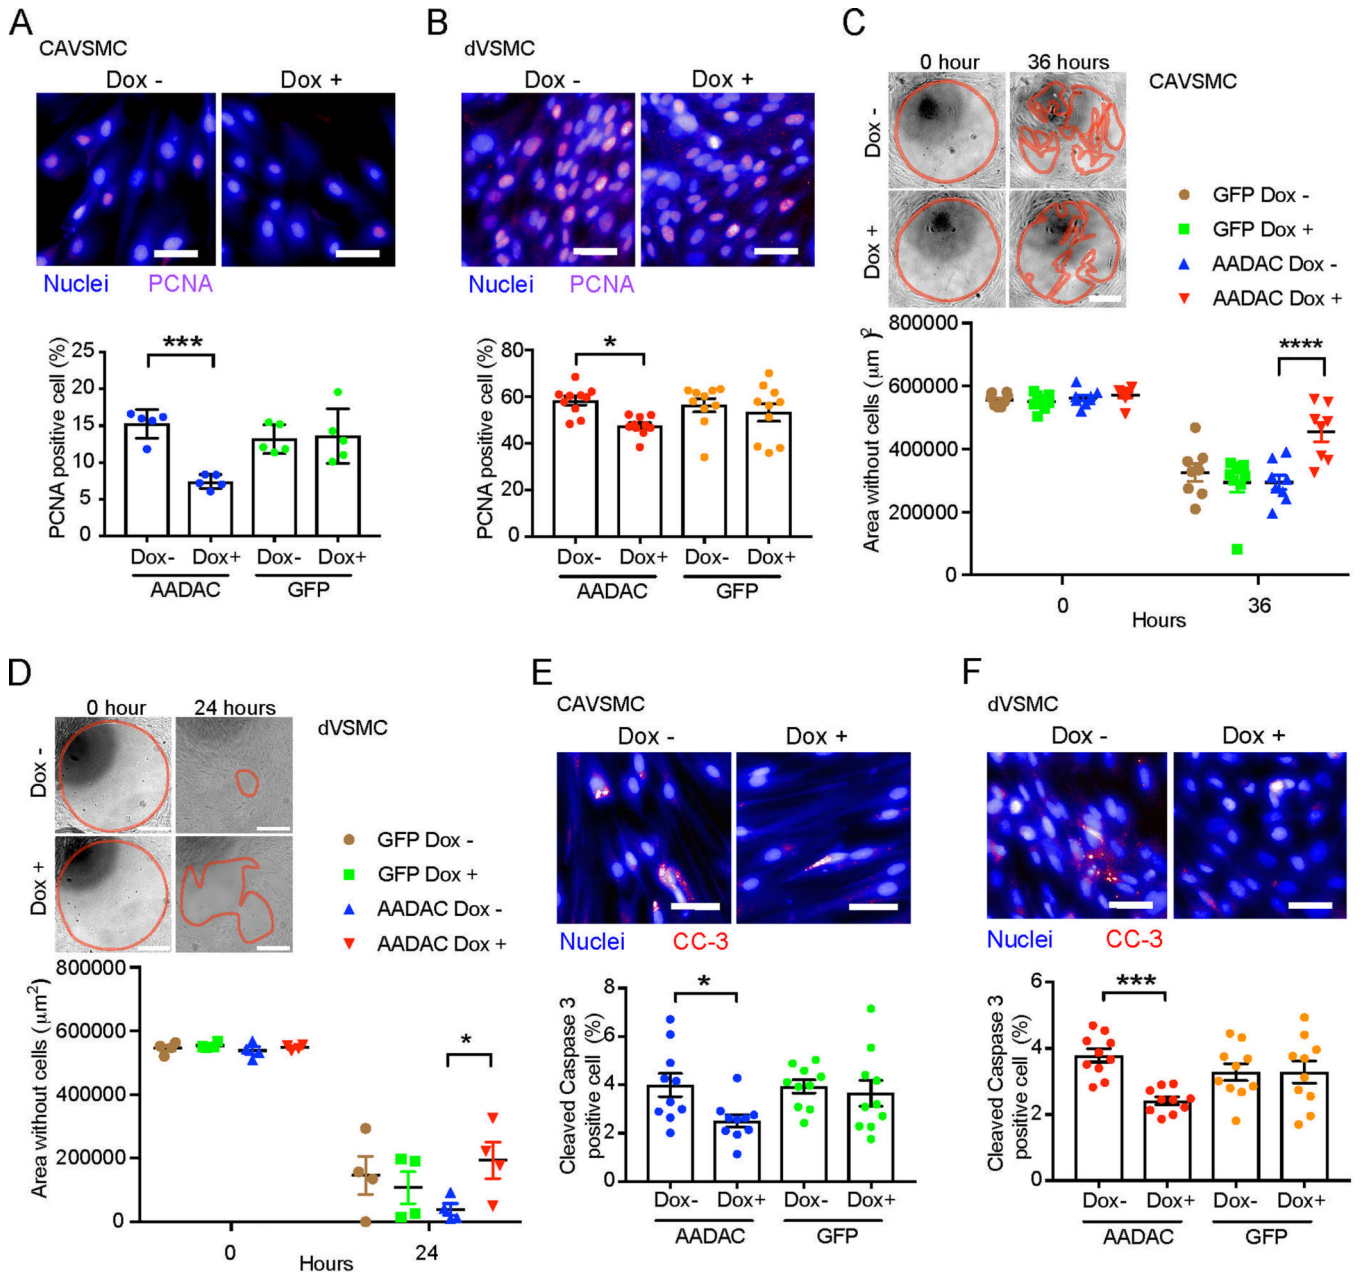 A
CAVSMC
Dox - Dox +
Nuclei PCNA
PCNA positive cell (%)
25
20
15
10
5
0
***
Dox- Dox+ Dox- Dox+
AADAC GFP
B
dVSMC
Dox - Dox +
Nuclei PCNA
PCNA positive cell (%)
80
60
40
20
0
*
Dox- Dox+ Dox- Dox+
AADAC GFP
C
0 hour 36 hours
CAVSMC
Dox -
Dox +
GFP Dox -
GFP Dox +
AADAC Dox -
AADAC Dox +
Area without cells (μm )²
800000
600000
400000
200000
0
****
0 36
Hours
D
0 hour 24 hours
dVSMC
Dox -
Dox +
GFP Dox -
GFP Dox +
AADAC Dox -
AADAC Dox +
Area without cells (μm²)
800000
600000
400000
200000
0
*
0 24
Hours
E
CAVSMC
Dox - Dox +
Nuclei CC-3
Cleaved Caspase 3
positive cell (%)
8
6
4
2
0
*
Dox- Dox+ Dox- Dox+
AADAC GFP
F
dVSMC
Dox - Dox +
Nuclei CC-3
Cleaved Caspase 3
positive cell (%)
6
4
2
0
***
Dox- Dox+ Dox- Dox+
AADAC GFP